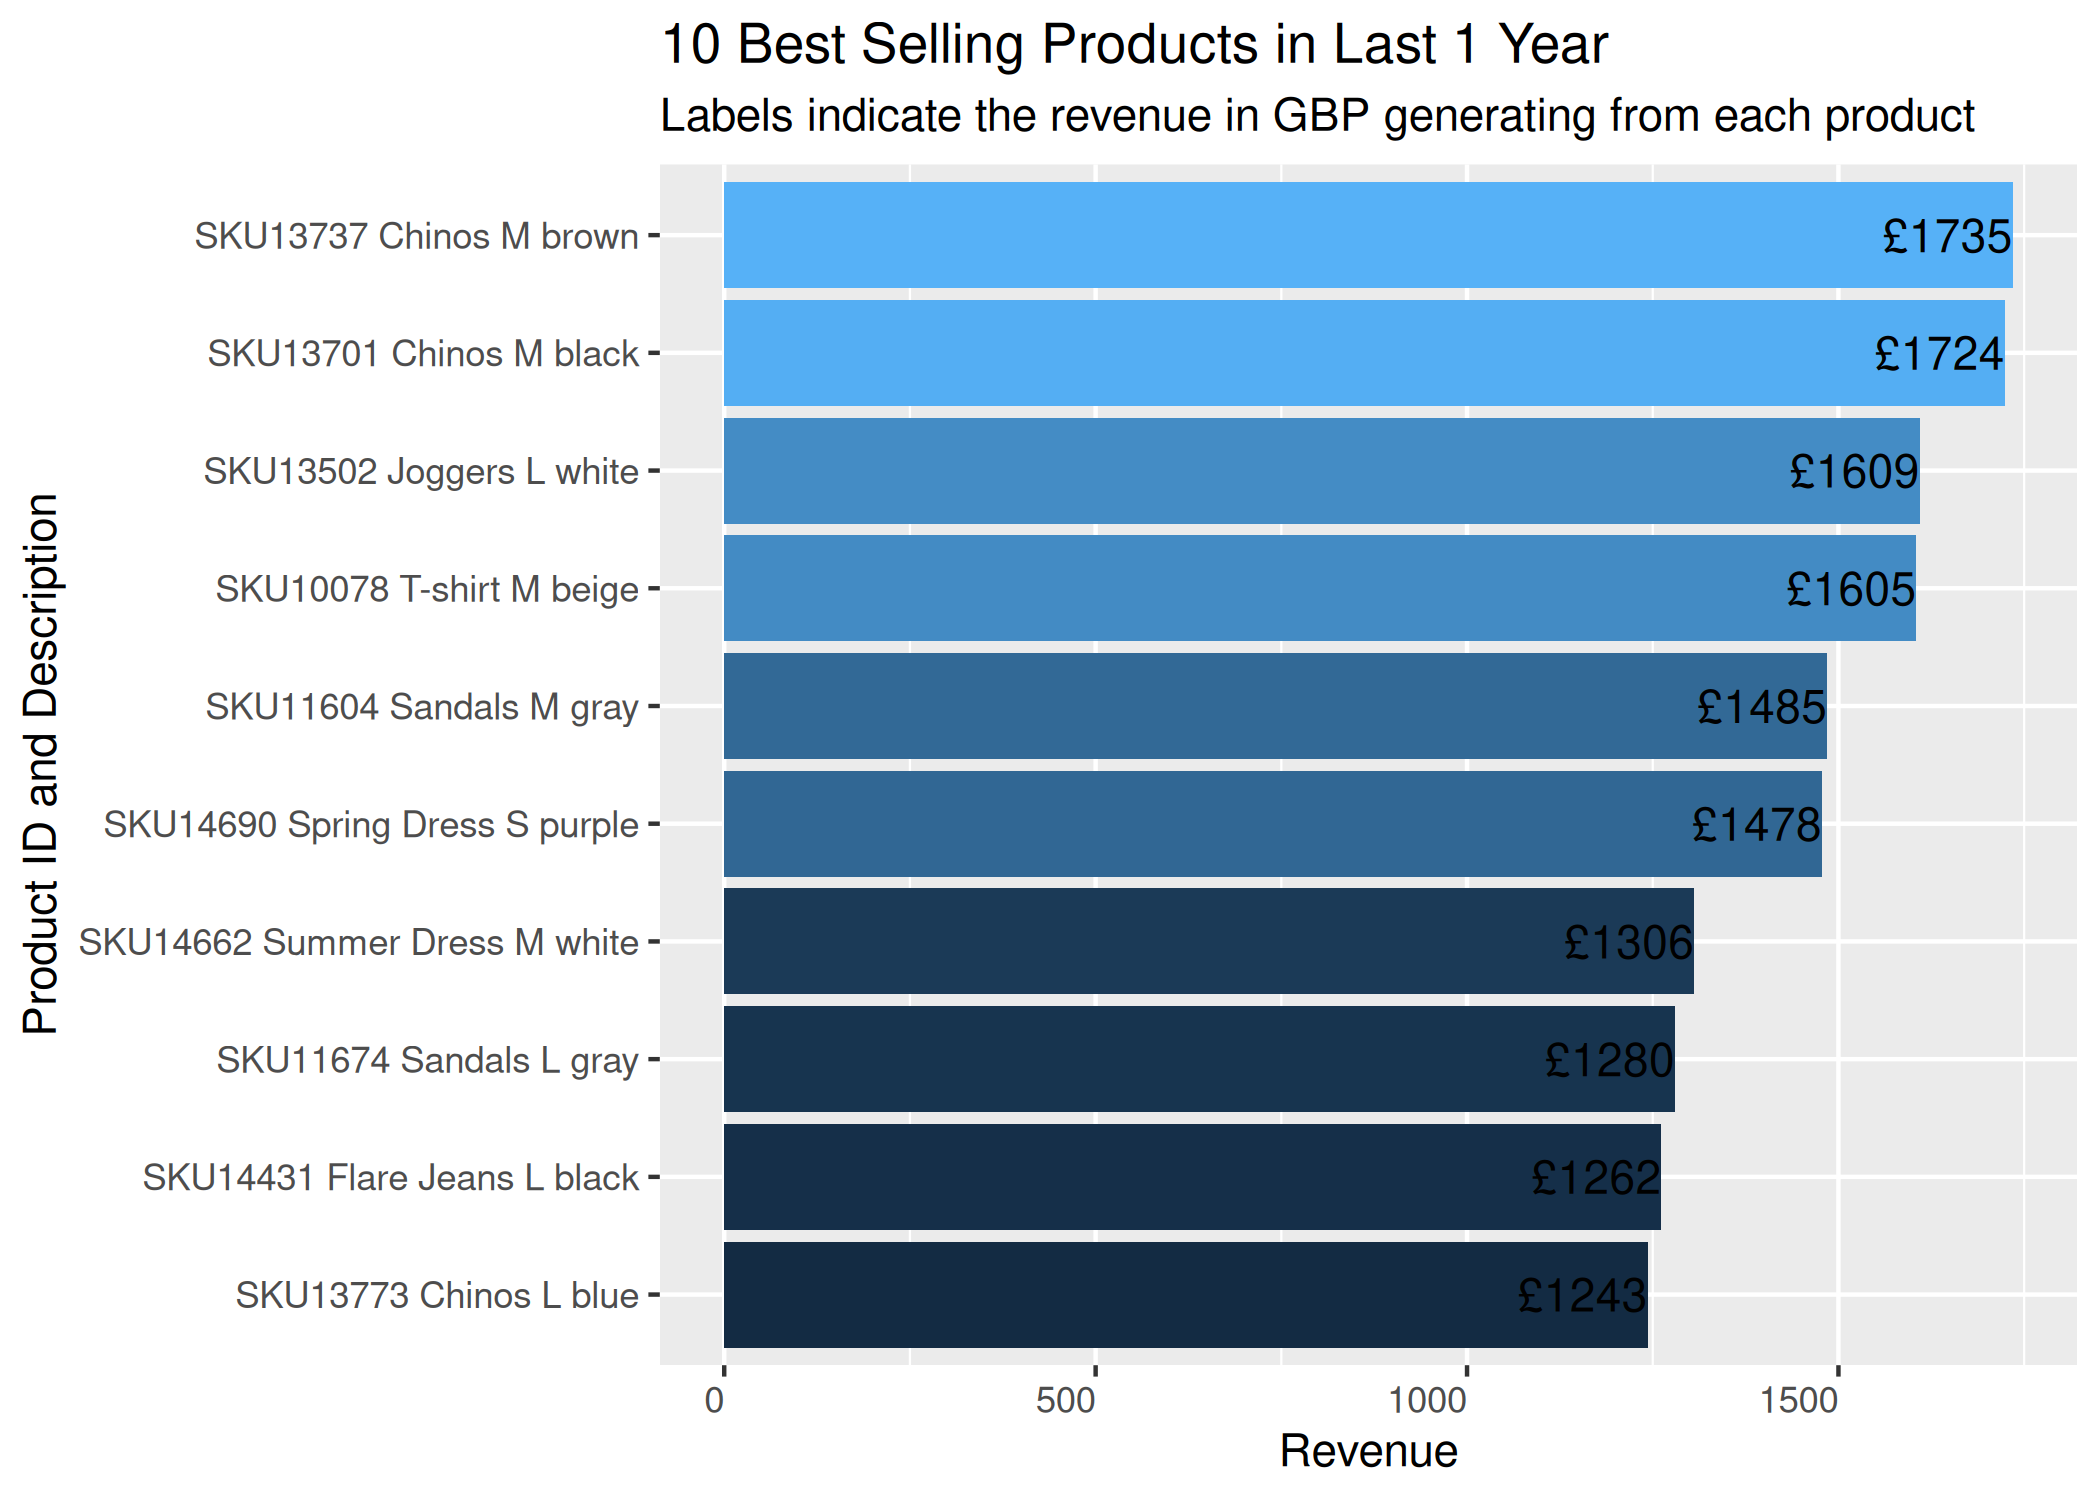 10 Best Selling Products in Last 1 Year
Labels indicate the revenue in GBP generating from each product
Product ID and Description
SKU13737 Chinos M brown £1735
SKU13701 Chinos M black £1724
SKU13502 Joggers L white £1609
SKU10078 T-shirt M beige £1605
SKU11604 Sandals M gray £1485
SKU14690 Spring Dress S purple £1478
SKU14662 Summer Dress M white £1306
SKU11674 Sandals L gray £1280
SKU14431 Flare Jeans L black £1262
SKU13773 Chinos L blue £1243
0 500 1000 1500
Revenue